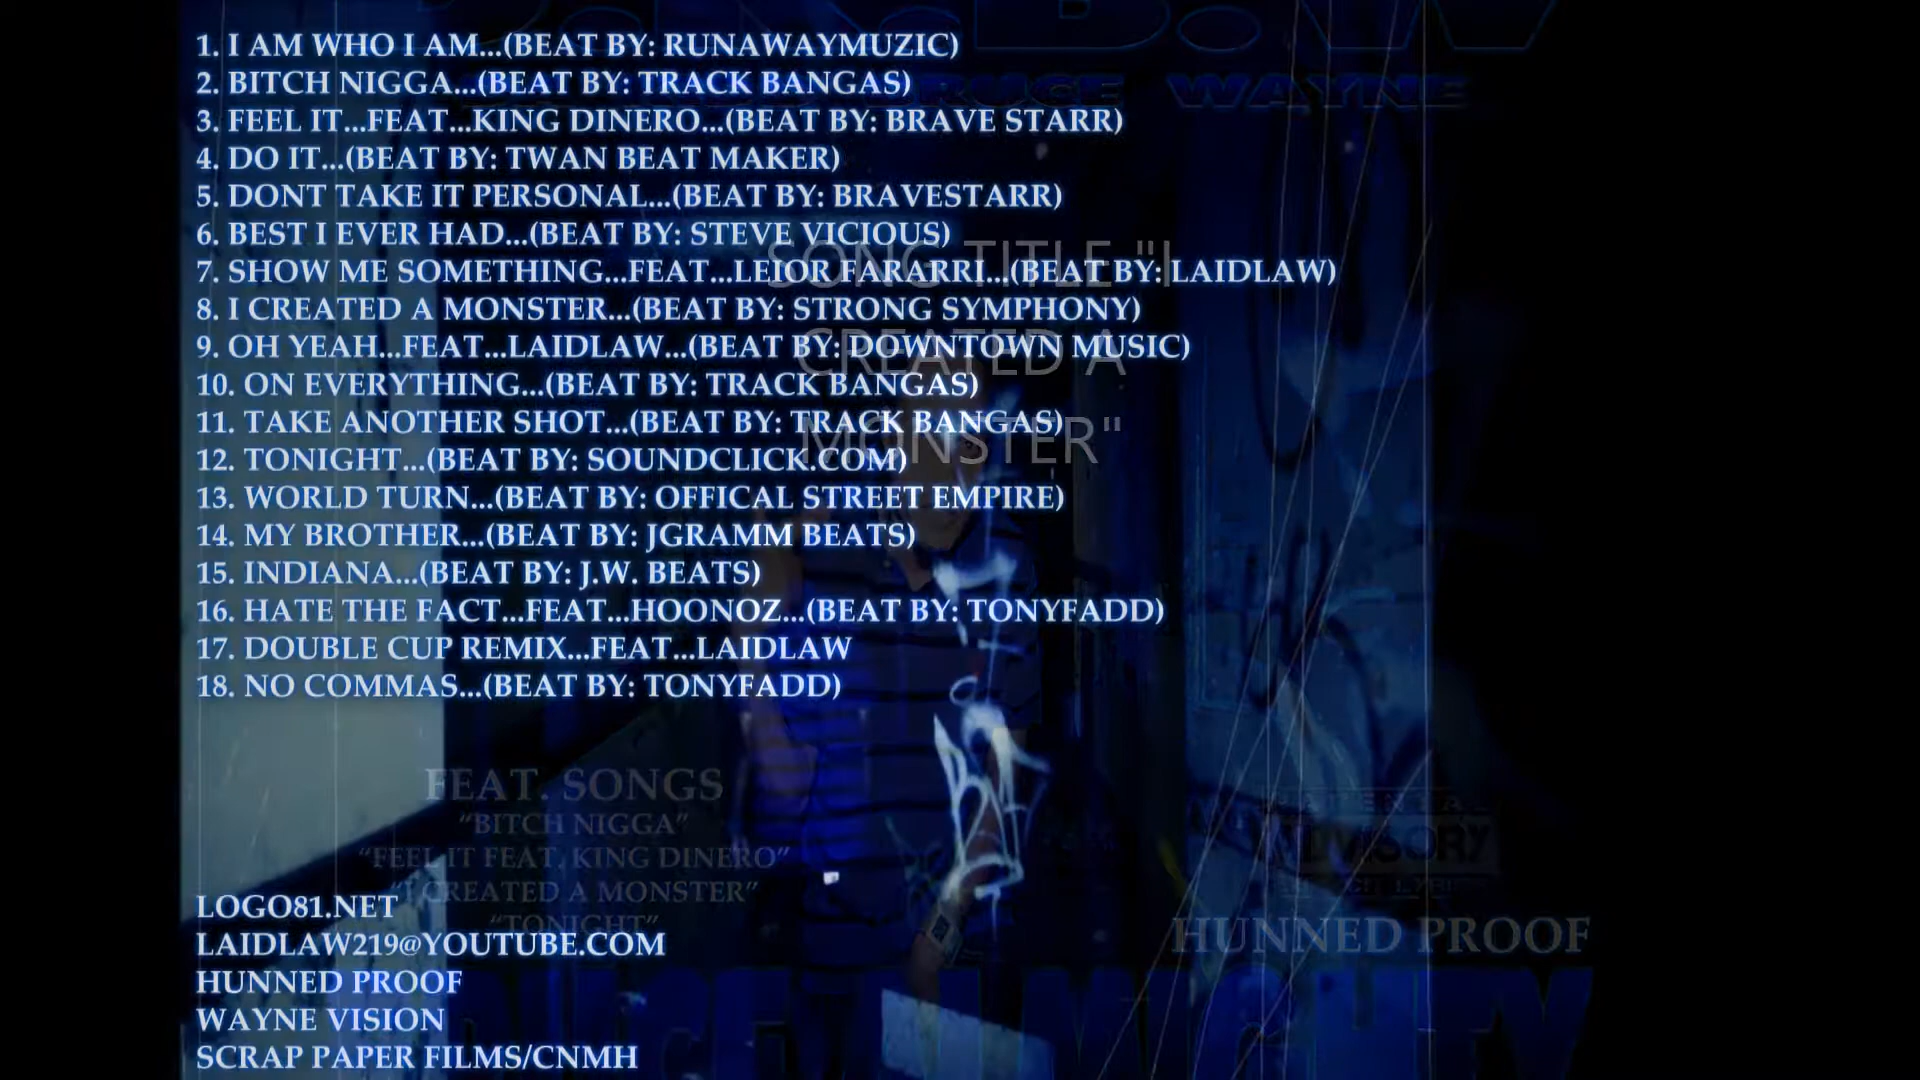 1. I AM WHO I AM...(BEAT BY: RUNAWAYMUZIC)
2. BITCH NIGGA...(BEAT BY: TRACK BANGAS)
3. FEEL IT...FEAT...KING DINERO...(BEAT BY: BRAVE STARR)
4. DO IT...(BEAT BY: TWAN BEAT MAKER)
5. DONT TAKE IT PERSONAL...(BEAT BY: BRAVESTARR)
6. BEST I EVER HAD...(BEAT BY: STEVE VICIOUS)
7. SHOW ME SOMETHING...FEAT...LEIOR FARARRI...(BEAT BY: LAIDLAW)
8. I CREATED A MONSTER...(BEAT BY: STRONG SYMPHONY)
9. OH YEAH...FEAT...LAIDLAW...(BEAT BY: DOWNTOWN MUSIC)
10. ON EVERYTHING...(BEAT BY: TRACK BANGAS)
11. TAKE ANOTHER SHOT...(BEAT BY: TRACK BANGAS)
12. TONIGHT...(BEAT BY: SOUNDCLICK.COM)
13. WORLD TURN...(BEAT BY: OFFICAL STREET EMPIRE)
14. MY BROTHER...(BEAT BY: JGRAMM BEATS)
15. INDIANA...(BEAT BY: J.W. BEATS)
16. HATE THE FACT...FEAT...HOONOZ...(BEAT BY: TONYFADD)
17. DOUBLE CUP REMIX...FEAT...LAIDLAW
18. NO COMMAS...(BEAT BY: TONYFADD)
SONG TITLE "I
CREATED A
MONSTER"
BRUCE WAYNE
FEAT. SONGS
“BITCH NIGGA”
“FEEL IT FEAT. KING DINERO”
“I CREATED A MONSTER”
“TONIGHT”
PARENTAL
ADVISORY
HUNNED PROOF
LOGO81.NET
LAIDLAW219@YOUTUBE.COM
HUNNED PROOF
WAYNE VISION
SCRAP PAPER FILMS/CNMH